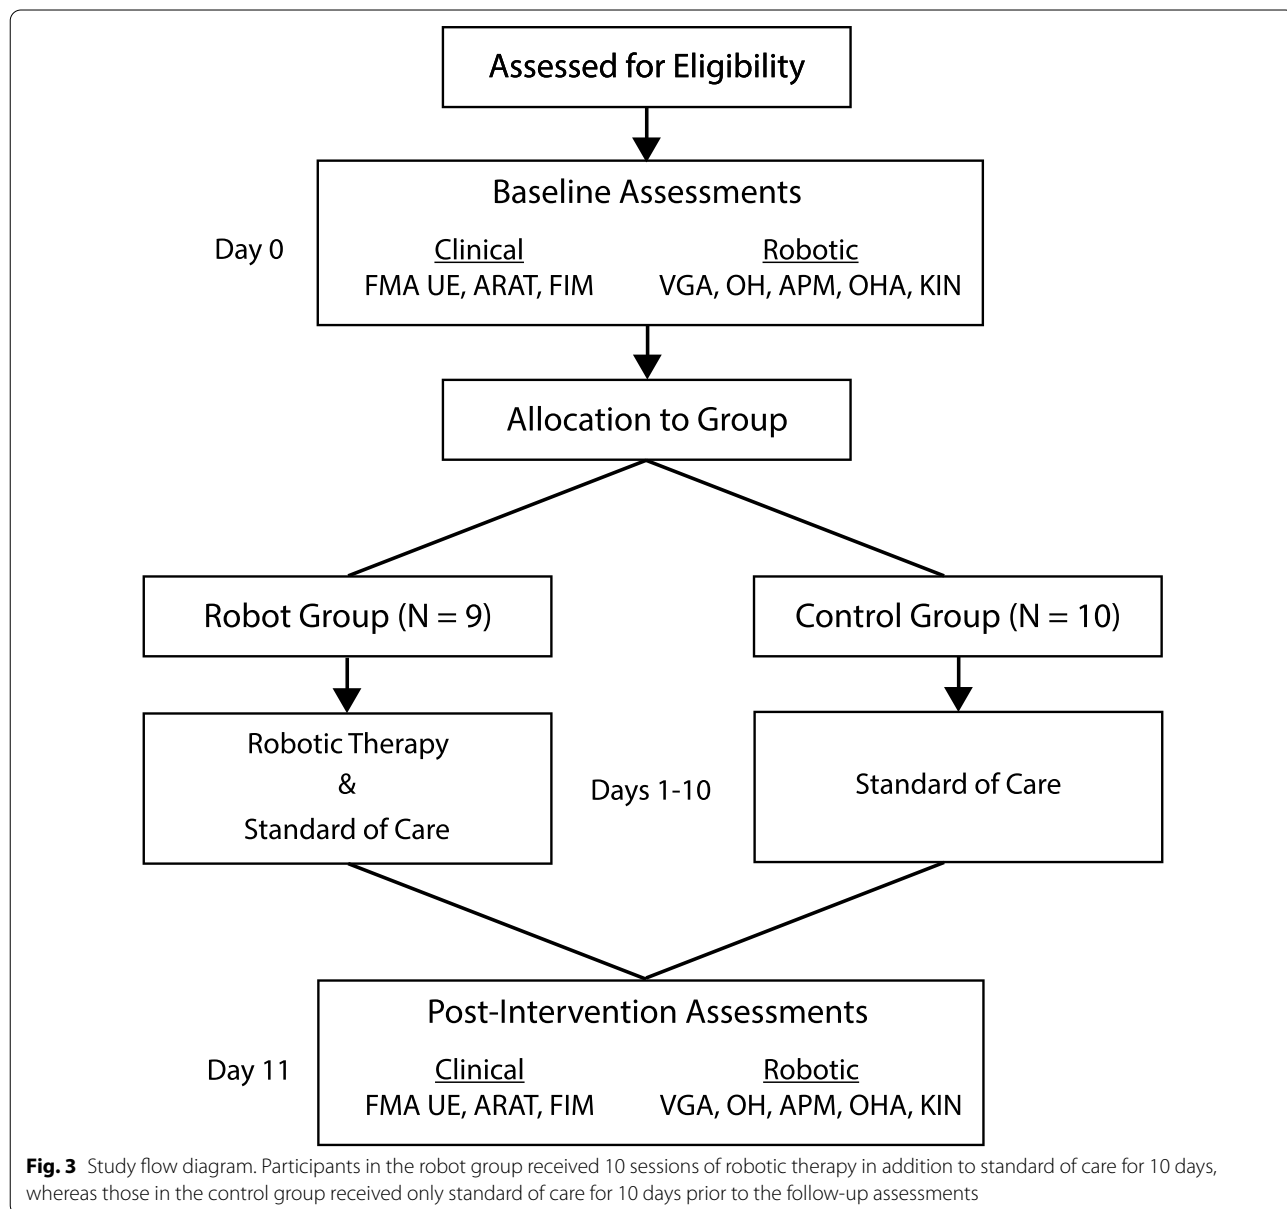 Assessed for Eligibility
Baseline Assessments
Day 0
Clinical
Robotic
FMA UE, ARAT, FIM
VGA, OH, APM, OHA, KIN
Allocation to Group
Robot Group (N = 9)
Control Group (N = 10)
Robotic Therapy
&
Standard of Care
Days 1-10
Standard of Care
Post-Intervention Assessments
Day 11
Clinical
Robotic
FMA UE, ARAT, FIM
VGA, OH, APM, OHA, KIN
Fig. 3 Study flow diagram. Participants in the robot group received 10 sessions of robotic therapy in addition to standard of care for 10 days,
whereas those in the control group received only standard of care for 10 days prior to the follow-up assessments